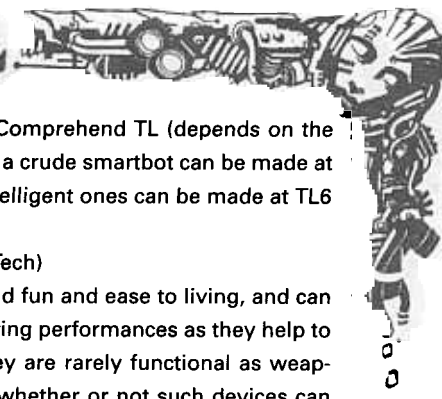 Comprehend TL (depends on the
a crude smartbot can be made at
elligent ones can be made at TL6
ech)
d fun and ease to living, and can
ing performances as they help to
ey are rarely functional as weap-
whether or not such devices can